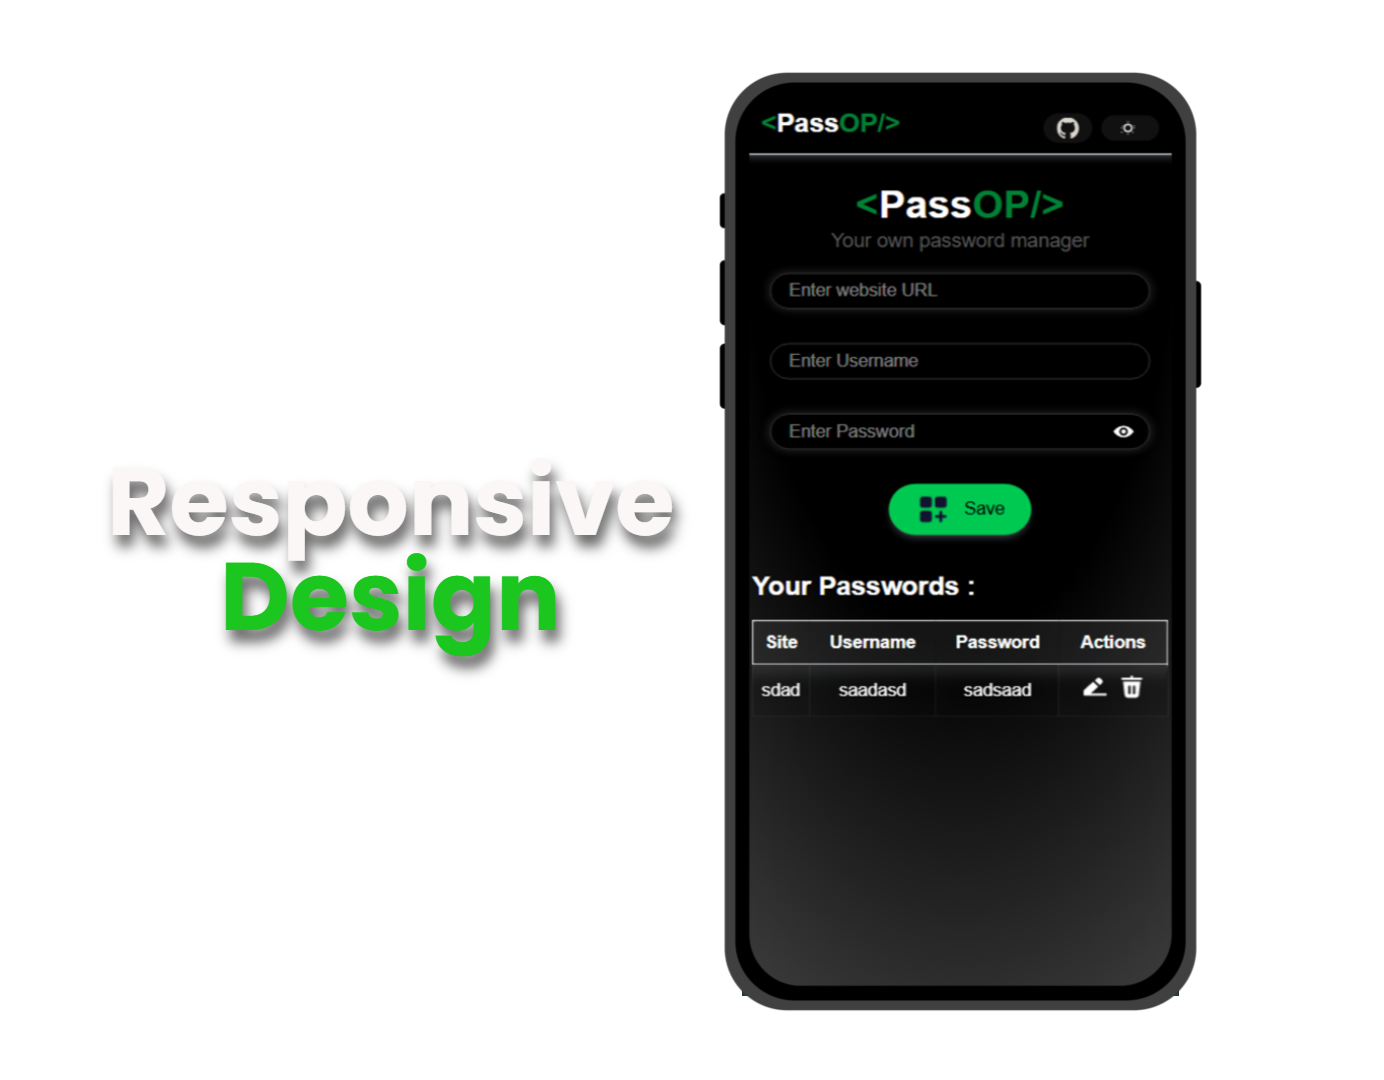 Responsive
Design
<PassOP/>
<PassOP/>
Your own password manager
Enter website URL
Enter Username
Enter Password
Save
Your Passwords :
Site Username Password Actions
sdad saadasd sadsaad